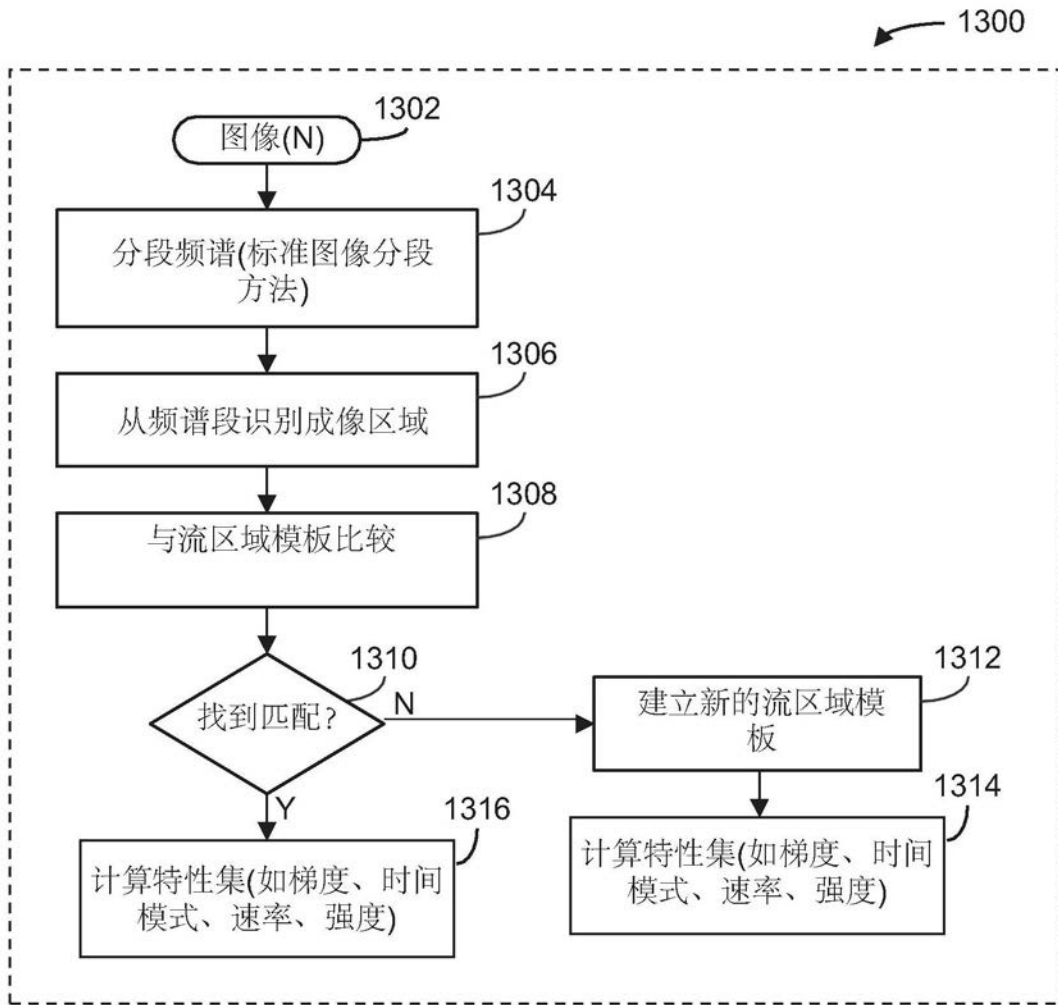 1300
1302
图像(N)
1304
分段频谱(标准图像分段
方法)
1306
从频谱段识别成像区域
1308
与流区域模板比较
1310
找到匹配?
N
1312
建立新的流区域模
板
Y
1316
计算特性集(如梯度、时间
模式、速率、强度)
1314
计算特性集(如梯度、时间
模式、速率、强度)